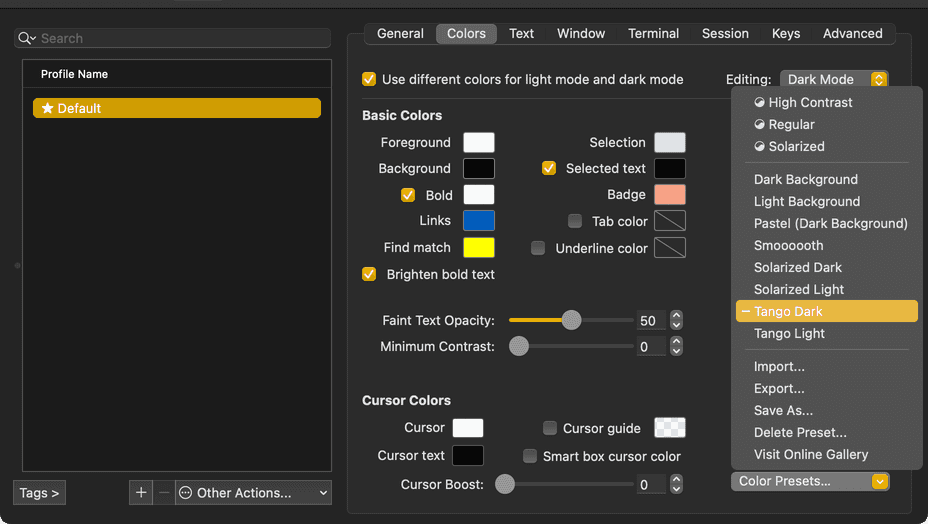 Search
Profile Name
Default
Tags >
+ − Other Actions...
General Colors Text Window Terminal Session Keys Advanced
Use different colors for light mode and dark mode
Editing: Dark Mode
Basic Colors
Foreground
Selection
Background
Selected text
Bold
Badge
Links
Tab color
Find match
Underline color
Brighten bold text
Faint Text Opacity: 50
Minimum Contrast: 0
Cursor Colors
Cursor
Cursor guide
Cursor text
Smart box cursor color
Cursor Boost: 0
High Contrast
Regular
Solarized
Dark Background
Light Background
Pastel (Dark Background)
Smoooooth
Solarized Dark
Solarized Light
Tango Dark
Tango Light
Import...
Export...
Save As...
Delete Preset...
Visit Online Gallery
Color Presets...